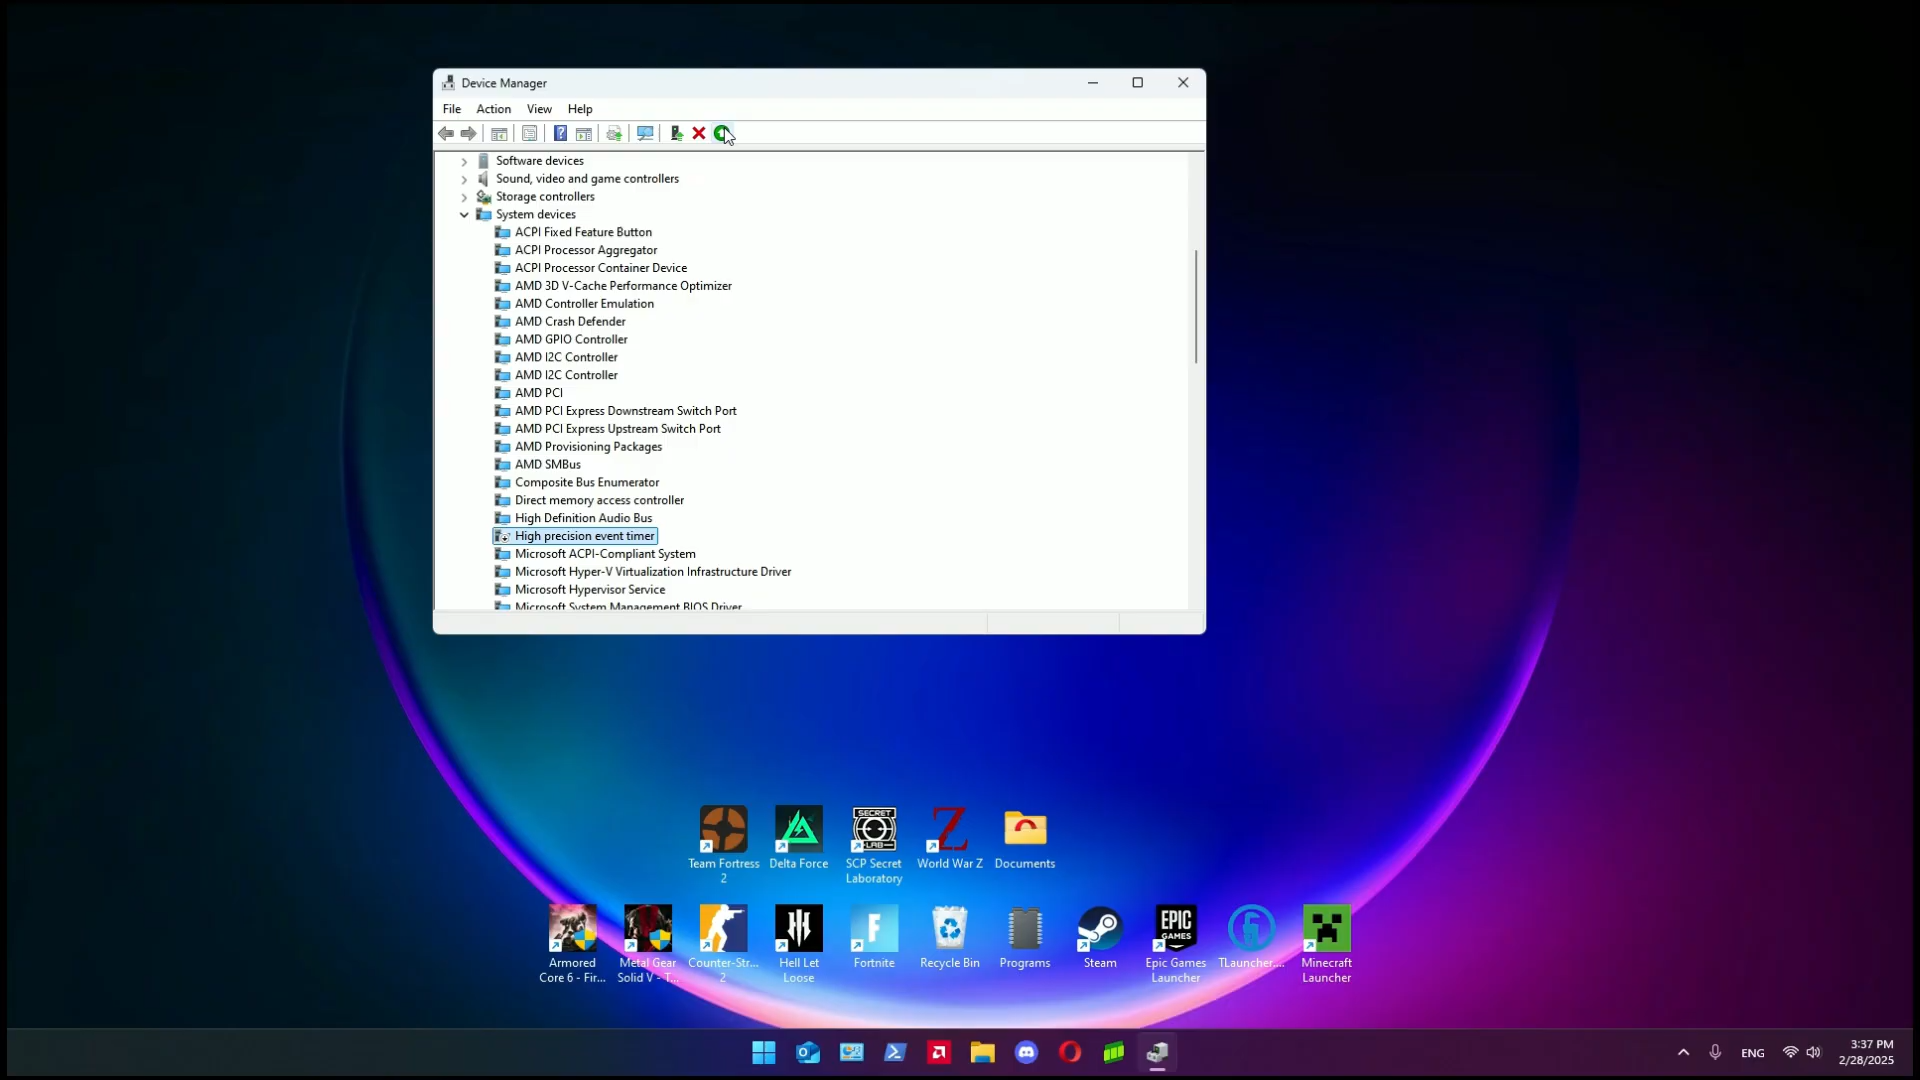 Device Manager
File Action View Help
Software devices
Sound, video and game controllers
Storage controllers
System devices
ACPI Fixed Feature Button
ACPI Processor Aggregator
ACPI Processor Container Device
AMD 3D V-Cache Performance Optimizer
AMD Controller Emulation
AMD Crash Defender
AMD GPIO Controller
AMD I2C Controller
AMD I2C Controller
AMD PCI
AMD PCI Express Downstream Switch Port
AMD PCI Express Upstream Switch Port
AMD Provisioning Packages
AMD SMBus
Composite Bus Enumerator
Direct memory access controller
High Definition Audio Bus
High precision event timer
Microsoft ACPI-Compliant System
Microsoft Hyper-V Virtualization Infrastructure Driver
Microsoft Hypervisor Service
Microsoft System Management BIOS Driver
SECRET
LAB
Team Fortress
2
Delta Force
SCP Secret
Laboratory
World War Z
Documents
EPIC
GAMES
Armored
Core 6 - Fir...
Metal Gear
Solid V - T...
Counter-Str...
2
Hell Let
Loose
Fortnite
Recycle Bin
Programs
Steam
Epic Games
Launcher
TLauncher....
Minecraft
Launcher
ENG
3:37 PM
2/28/2025